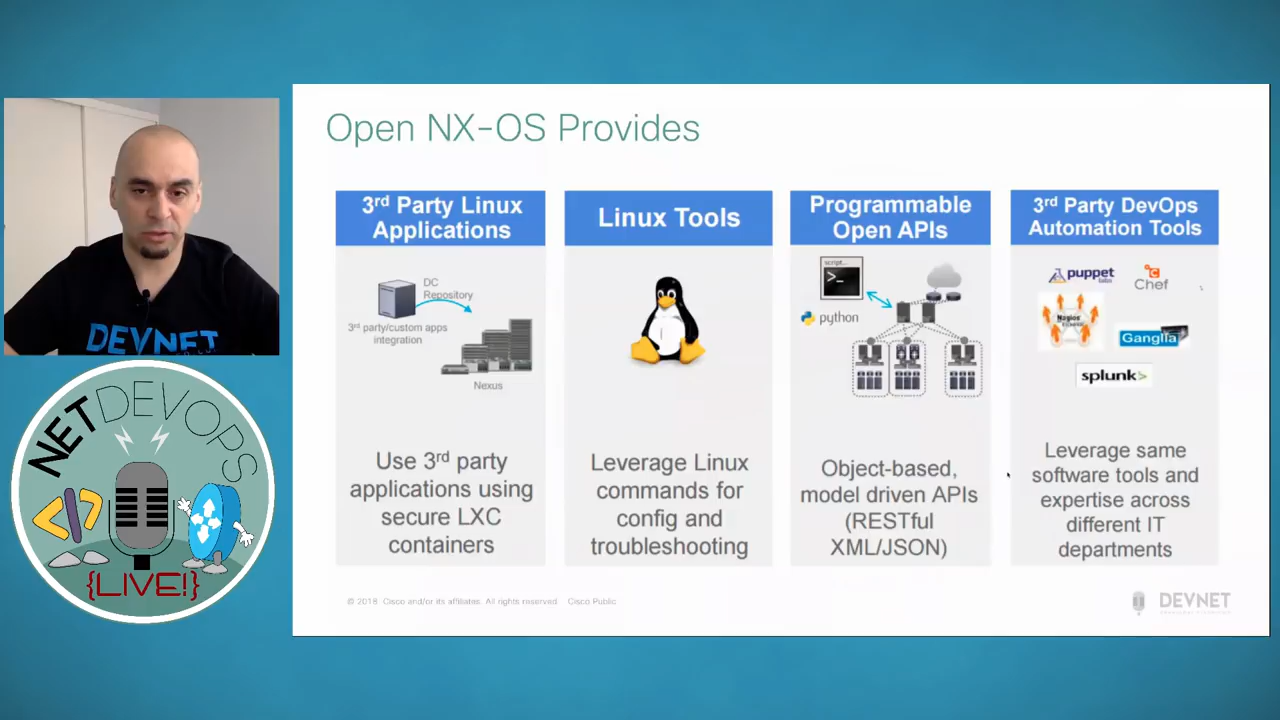 Open NX-OS Provides
3rd Party Linux
Applications
DC
Repository
3rd party/custom apps
integration
Nexus
Use 3rd party
applications using
secure LXC
containers
Linux Tools
Leverage Linux
commands for
config and
troubleshooting
Programmable
Open APIs
script...
>_
python
Object-based,
model driven APIs
(RESTful
XML/JSON)
3rd Party DevOps
Automation Tools
puppet
labs
Chef
Nagios
Ganglia
splunk>
Leverage same
software tools and
expertise across
different IT
departments
© 2018 Cisco and/or its affiliates. All rights reserved. Cisco Public
DEVNET
DEVNET
NETDEVOPS
</>
{LIVE!}